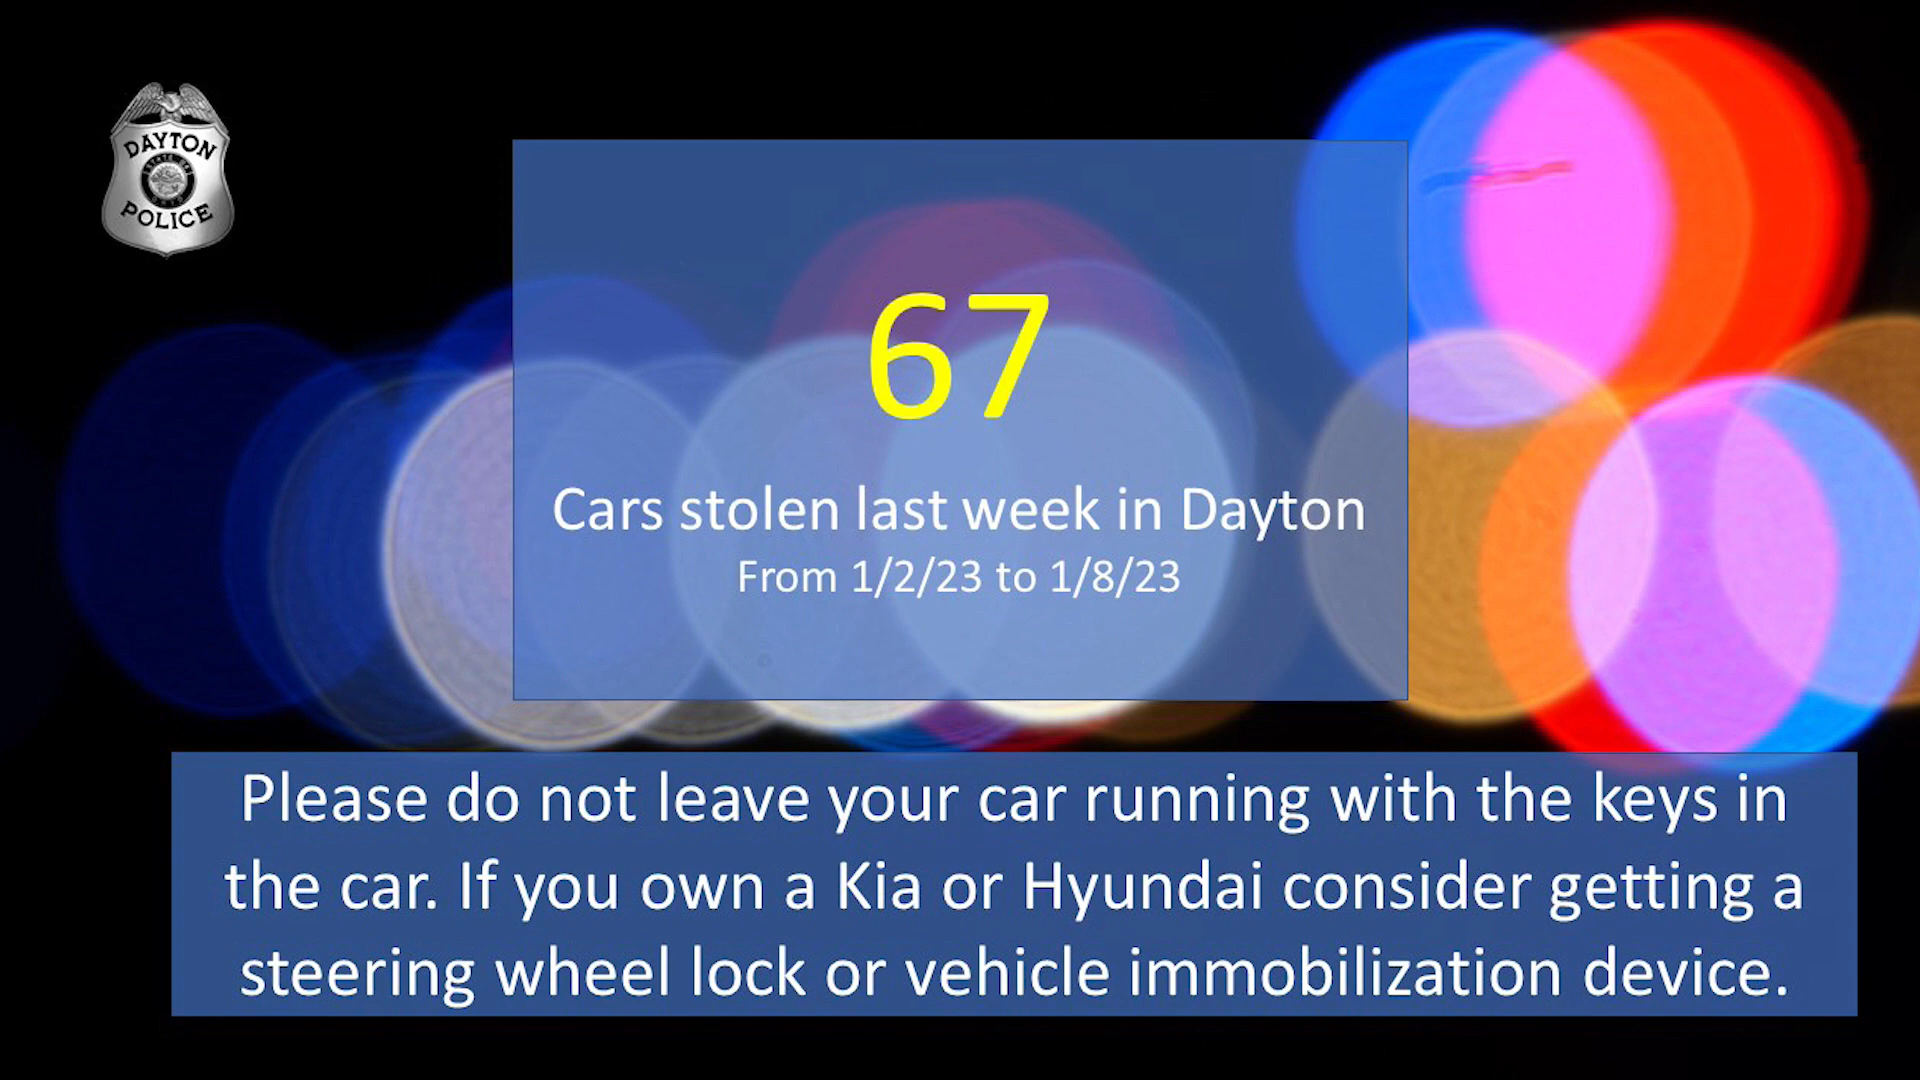 DAYTON
POLICE
67
Cars stolen last week in Dayton
From 1/2/23 to 1/8/23
Please do not leave your car running with the keys in
the car. If you own a Kia or Hyundai consider getting a
steering wheel lock or vehicle immobilization device.